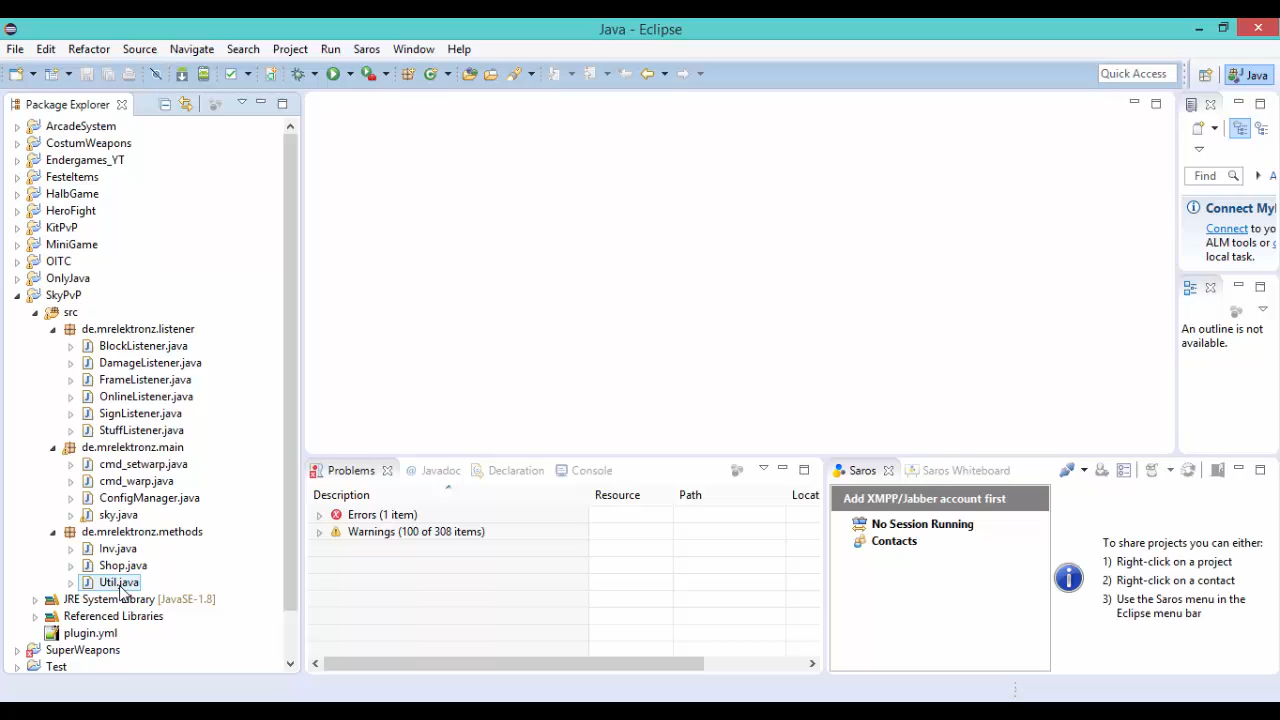 Java - Eclipse
File Edit Refactor Source Navigate Search Project Run Saros Window Help
Quick Access
Java
Package Explorer
ArcadeSystem
CostumWeapons
Endergames_YT
FesteItems
HalbGame
HeroFight
KitPvP
MiniGame
OITC
OnlyJava
SkyPvP
src
de.mrelektronz.listener
BlockListener.java
DamageListener.java
FrameListener.java
OnlineListener.java
SignListener.java
StuffListener.java
de.mrelektronz.main
cmd_setwarp.java
cmd_warp.java
ConfigManager.java
sky.java
de.mrelektronz.methods
Inv.java
Shop.java
Util.java
JRE System Library [JavaSE-1.8]
Referenced Libraries
plugin.yml
SuperWeapons
Test
Find
A
Connect My
Connect to yo
ALM tools or c
local task.
An outline is not
available.
Problems @ Javadoc Declaration Console
Description Resource Path Locat
Errors (1 item)
Warnings (100 of 308 items)
Saros Saros Whiteboard
Add XMPP/Jabber account first
No Session Running
Contacts
To share projects you can either:
1) Right-click on a project
2) Right-click on a contact
3) Use the Saros menu in the
Eclipse menu bar